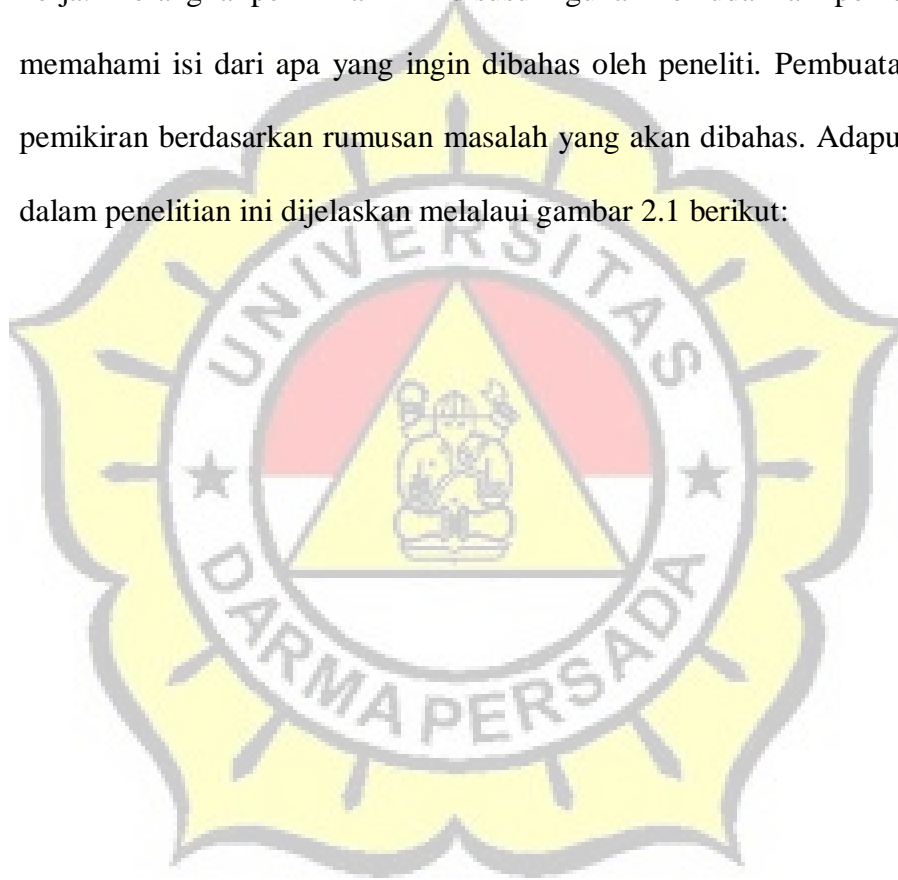 memahami isi dari apa yang ingin dibahas oleh peneliti. Pembuata
pemikiran berdasarkan rumusan masalah yang akan dibahas. Adapu
dalam penelitian ini dijelaskan melalaui gambar 2.1 berikut:
UNIVERSITAS
DARMA PERSADA